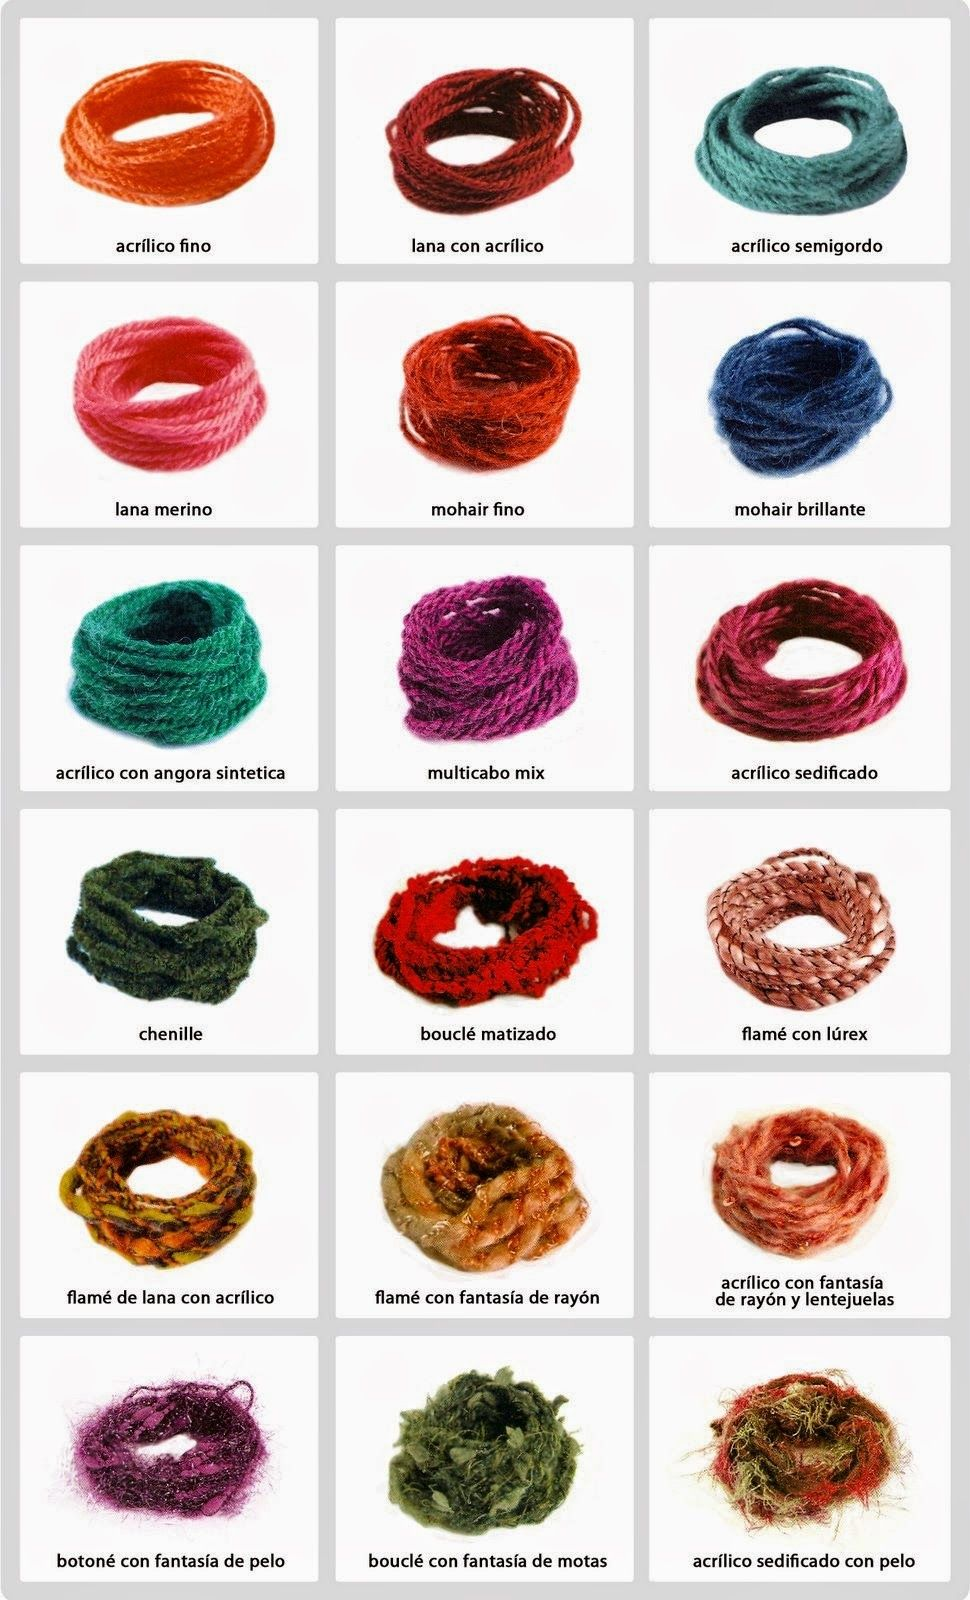 acrílico fino
lana con acrílico
acrílico semigordo
lana merino
mohair fino
mohair brillante
acrílico con angora sintetica
multicabo mix
acrílico sedificado
chenille
bouclé matizado
flamé con lúrex
flamé de lana con acrílico
flamé con fantasía de rayón
acrílico con fantasía
de rayón y lentejuelas
botoné con fantasía de pelo
bouclé con fantasía de motas
acrílico sedificado con pelo